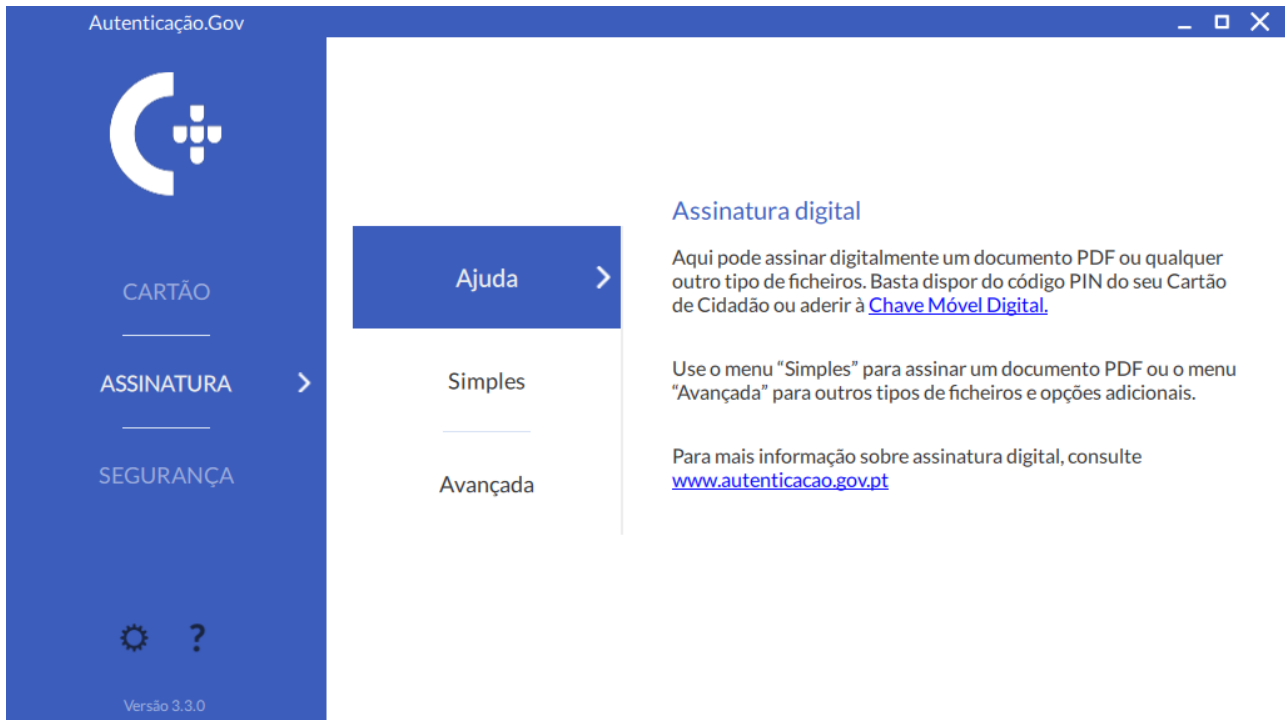 Autenticação.Gov
CARTÃO
ASSINATURA
SEGURANÇA
?
Versão 3.3.0
Ajuda
Simples
Avançada
Assinatura digital
Aqui pode assinar digitalmente um documento PDF ou qualquer
outro tipo de ficheiros. Basta dispor do código PIN do seu Cartão
de Cidadão ou aderir à Chave Móvel Digital.
Use o menu “Simples” para assinar um documento PDF ou o menu
“Avançada” para outros tipos de ficheiros e opções adicionais.
Para mais informação sobre assinatura digital, consulte
www.autenticacao.gov.pt